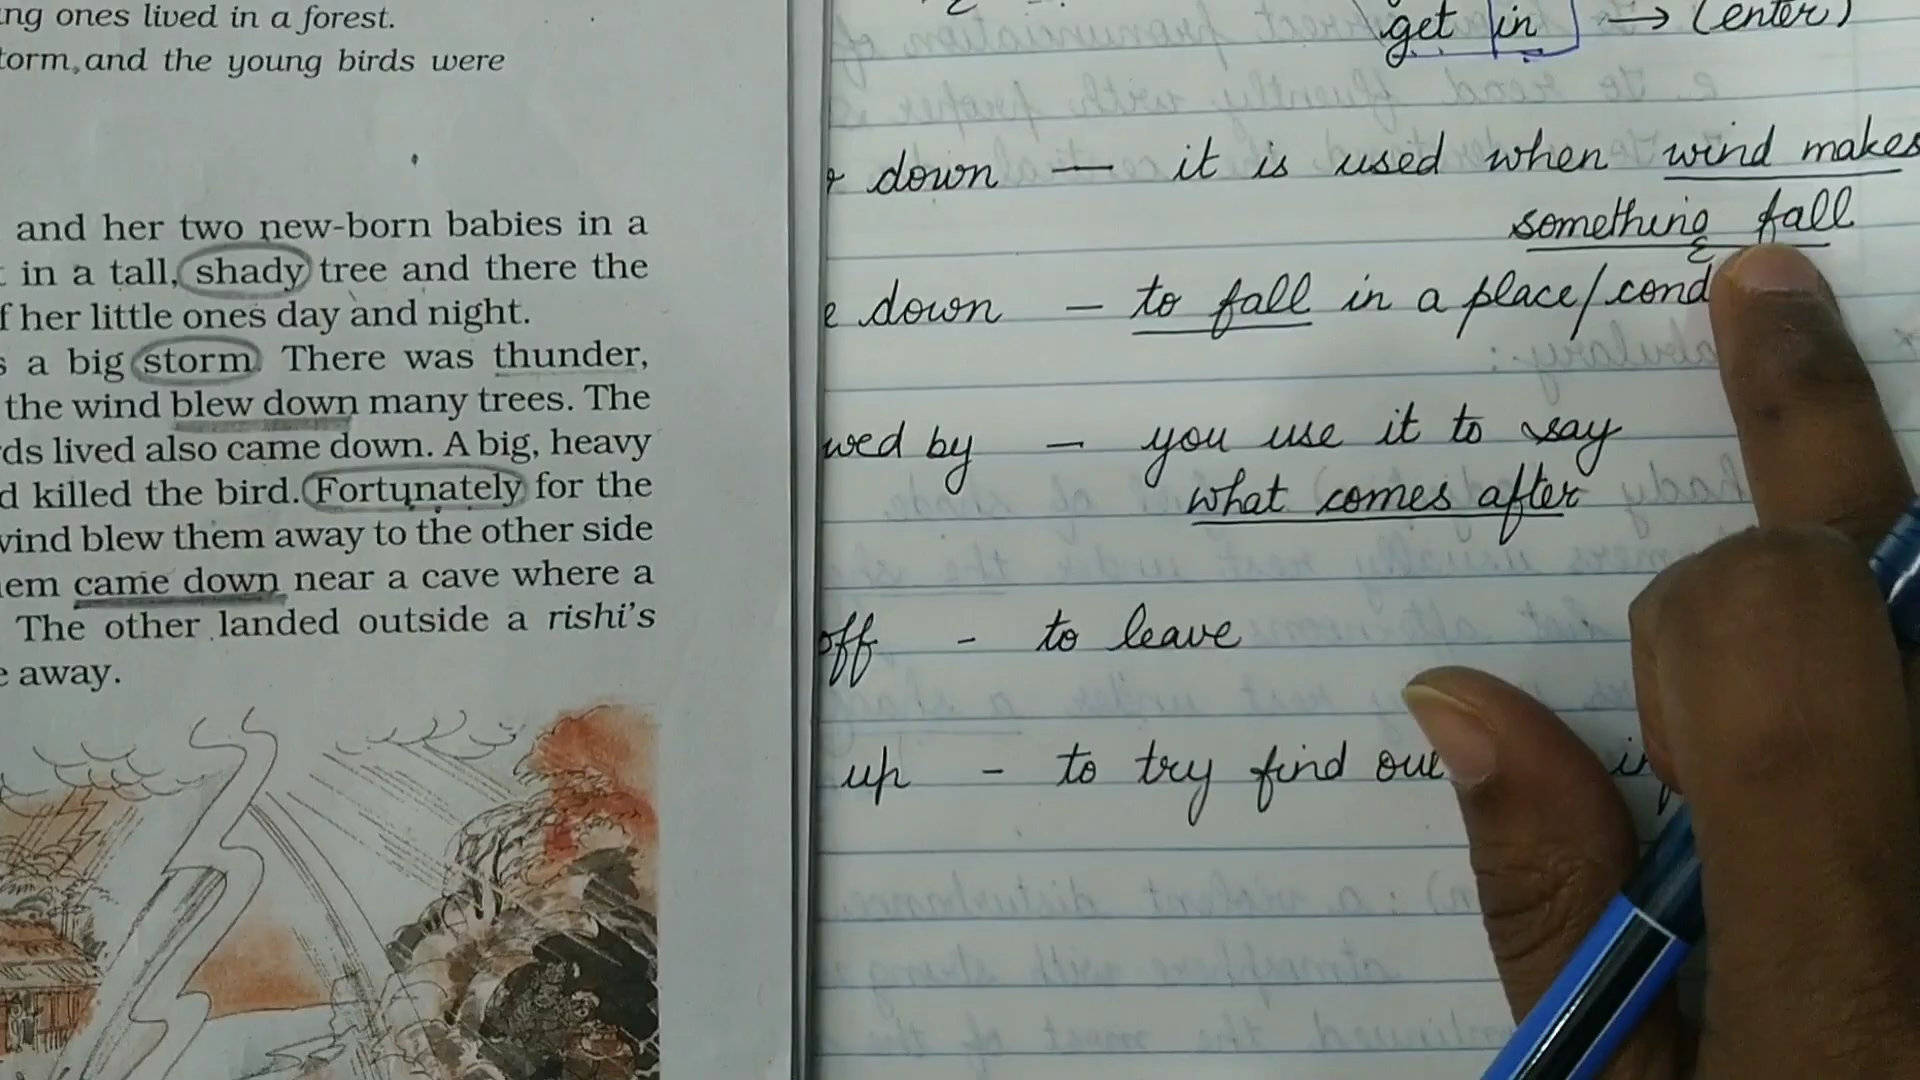 ng ones lived in a forest.
torm, and the young birds were
and her two new-born babies in a
in a tall, shady tree and there the
f her little ones day and night.
s a big storm. There was thunder,
the wind blew down many trees. The
rds lived also came down. A big, heavy
d killed the bird. Fortunately for the
wind blew them away to the other side
hem came down near a cave where a
The other landed outside a rishi's
e away.
get in → (enter)
down — it is used when wind makes
something fall
e down – to fall in a place/cond
wed by – you use it to say
what comes after
off - to leave
up - to try find out